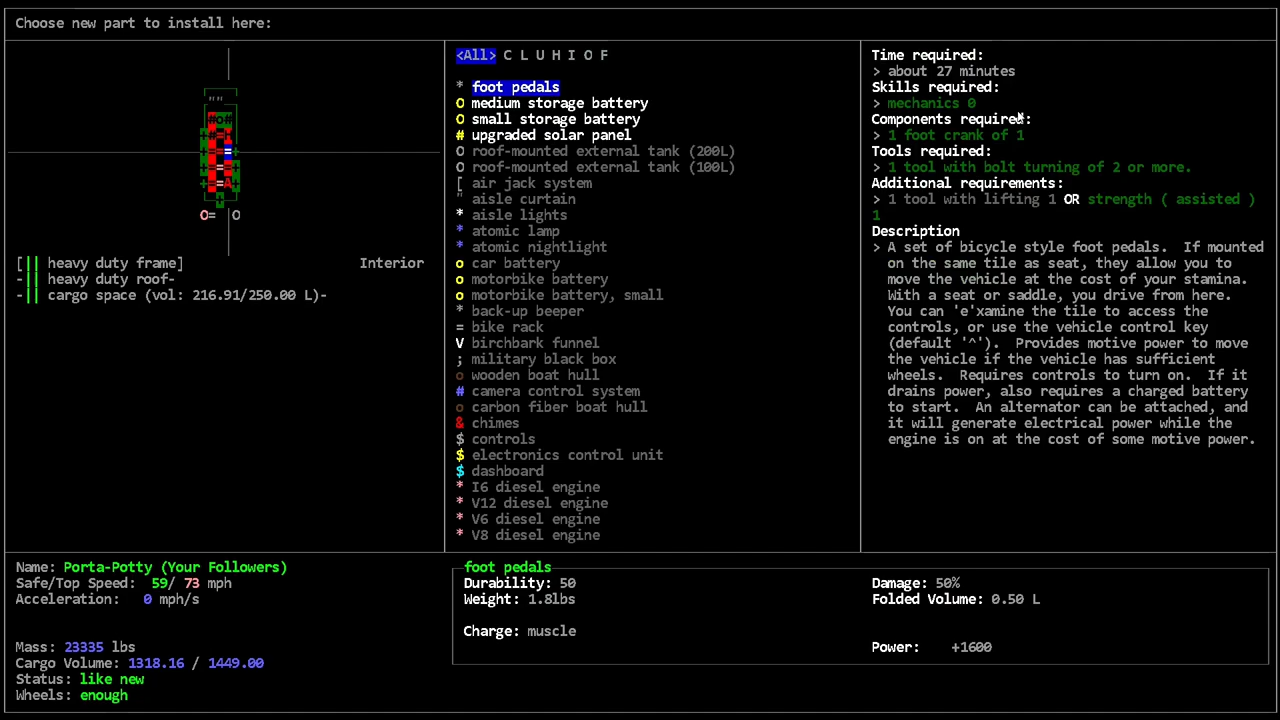 Choose new part to install here:
[|| heavy duty frame] Interior
-|| heavy duty roof-
-|| cargo space (vol: 216.91/250.00 L)-
<All> C L U H I O F
* foot pedals
o medium storage battery
o small storage battery
# upgraded solar panel
O roof-mounted external tank (200L)
O roof-mounted external tank (100L)
[ air jack system
" aisle curtain
* aisle lights
* atomic lamp
* atomic nightlight
o car battery
o motorbike battery
o motorbike battery, small
* back-up beeper
= bike rack
V birchbark funnel
; military black box
o wooden boat hull
# camera control system
o carbon fiber boat hull
& chimes
$ controls
$ electronics control unit
$ dashboard
* I6 diesel engine
* V12 diesel engine
* V6 diesel engine
* V8 diesel engine
Time required:
> about 27 minutes
Skills required:
> mechanics 0
Components required:
> 1 foot crank of 1
Tools required:
> 1 tool with bolt turning of 2 or more.
Additional requirements:
> 1 tool with lifting 1 OR strength ( assisted )
1
Description
> A set of bicycle style foot pedals.  If mounted
on the same tile as seat, they allow you to
move the vehicle at the cost of your stamina.
With a seat or saddle, you drive from here.
You can 'e'xamine the tile to access the
controls, or use the vehicle control key
(default '^').  Provides motive power to move
the vehicle if the vehicle has sufficient
wheels.  Requires controls to turn on.  If it
drains power, also requires a charged battery
to start.  An alternator can be attached, and
it will generate electrical power while the
engine is on at the cost of some motive power.
Name: Porta-Potty (Your Followers)
Safe/Top Speed: 59/ 73 mph
Acceleration: 0 mph/s
Mass: 23335 lbs
Cargo Volume: 1318.16 / 1449.00
Status: like new
Wheels: enough
foot pedals
Durability: 50 Damage: 50%
Weight: 1.8lbs Folded Volume: 0.50 L
Charge: muscle
Power: +1600